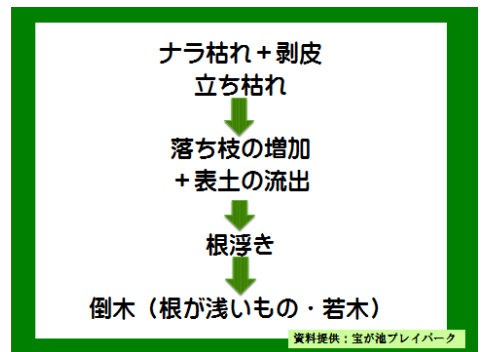 ナラ枯れ＋剥皮
立ち枯れ
落ち枝の増加
＋表土の流出
根浮き
倒木（根が浅いもの・若木）
資料提供：宝が池プレイパーク